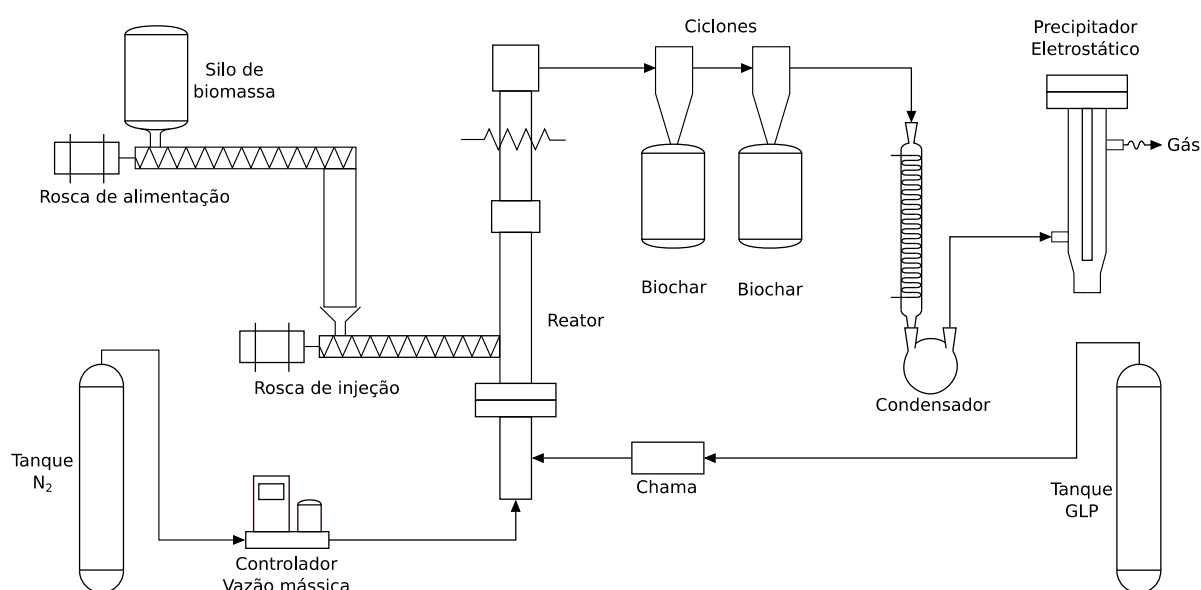 Ciclones
Precipitador
Eletrostático
Silo de
biomassa
Gás
Rosca de alimentação
Biochar
Biochar
Reator
Rosca de injeção
Condensador
Tanque
N₂
Chama
Tanque
GLP
Controlador
Vazão mássica